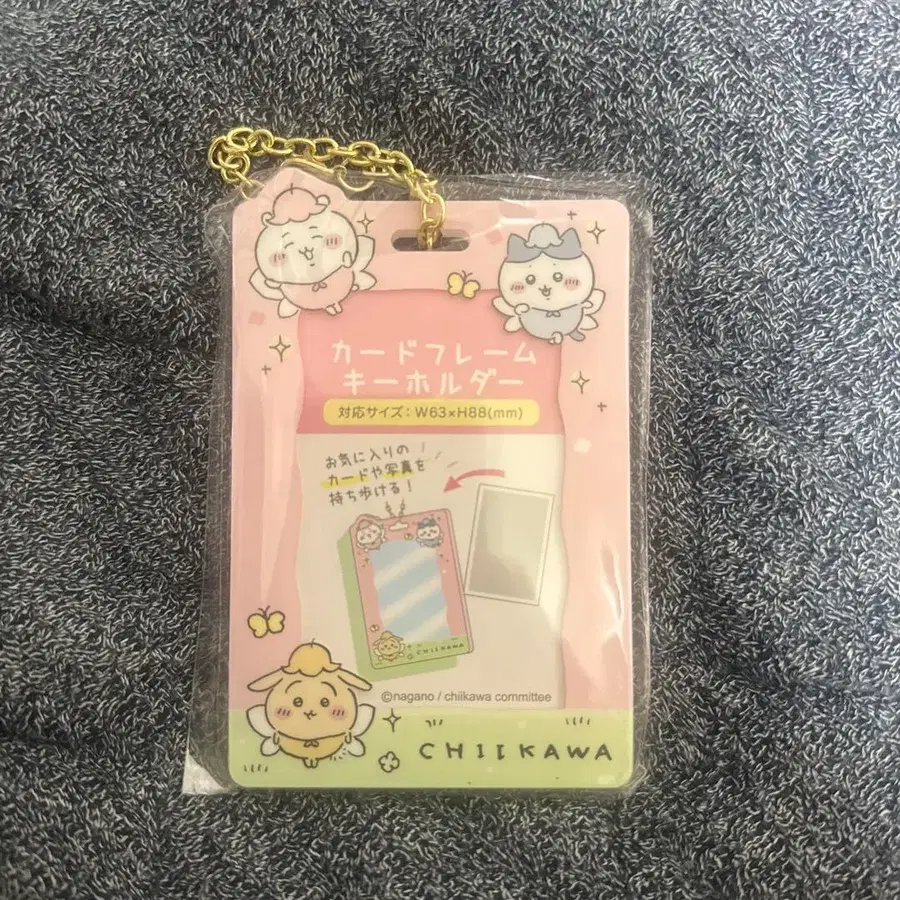 カードフレーム
キーホルダー
対応サイズ：W63×H88(mm)
お気に入りの
カードや写真を
持ち歩ける！
CHIIKAWA
©nagano / chiikawa committee
CHIIKAWA